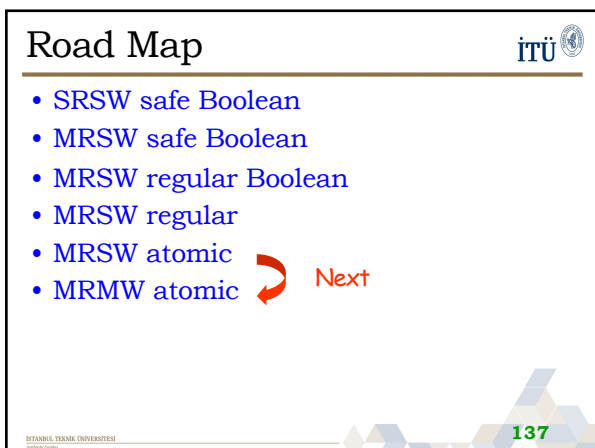 Road Map
İTÜ
• SRSW safe Boolean
• MRSW safe Boolean
• MRSW regular Boolean
• MRSW regular
• MRSW atomic
• MRMW atomic
Next
İSTANBUL TEKNİK ÜNİVERSİTESİ
137